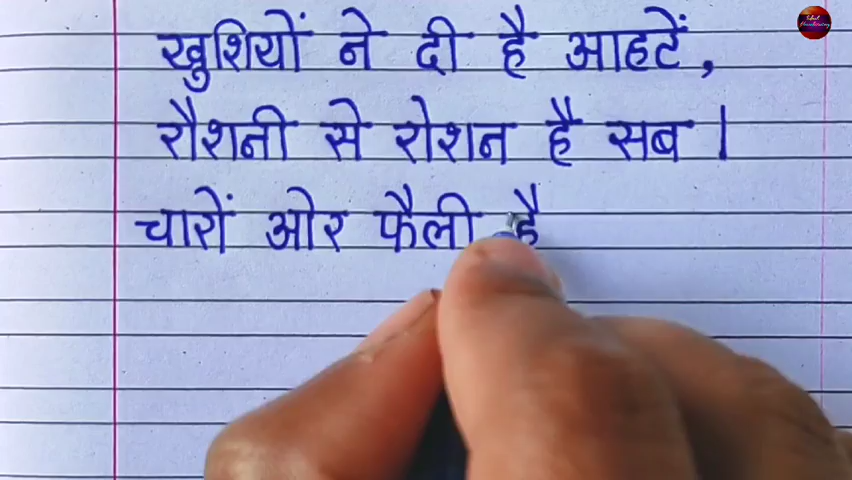 खुशियों ने दी है आहटें,
रौशनी से रोशन है सब।
चारों ओर फैली है